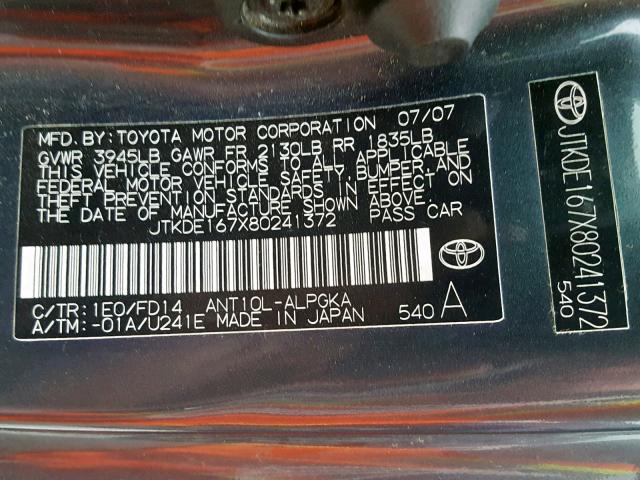 MFD.BY:TOYOTA MOTOR CORPORATION 07/07
GVWR 3945LB GAWR FR 2130LB RR 1835LB
THIS VEHICLE CONFORMS TO ALL APPLICABLE
FEDERAL MOTOR VEHICLE SAFETY, BUMPER, AND
THEFT PREVENTION STANDARDS IN EFFECT ON
THE DATE OF MANUFACTURE SHOWN ABOVE.
JTKDE167X80241372 PASS CAR
C/TR: 1E0/FD14 ANT10L-ALPGKA
A/TM: -01A/U241E MADE IN JAPAN 540 A
JTKDE167X80241372
540